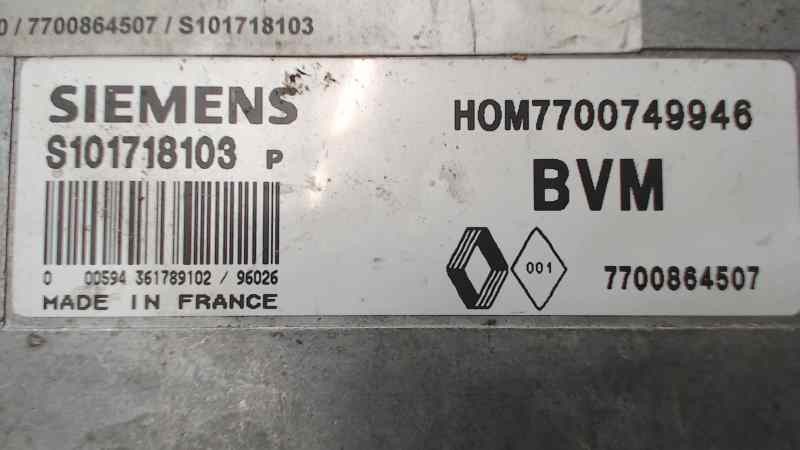 0 / 7700864507 / S101718103
SIEMENS
S101718103 P
0 00594 361789102 / 96026
MADE IN FRANCE
HOM7700749946
BVM
001
7700864507